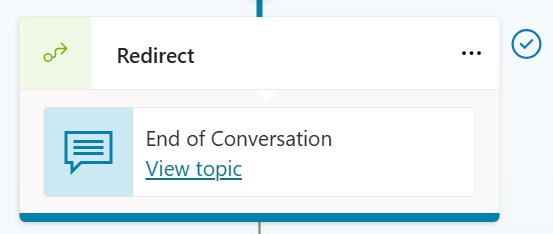 Redirect
End of Conversation
View topic